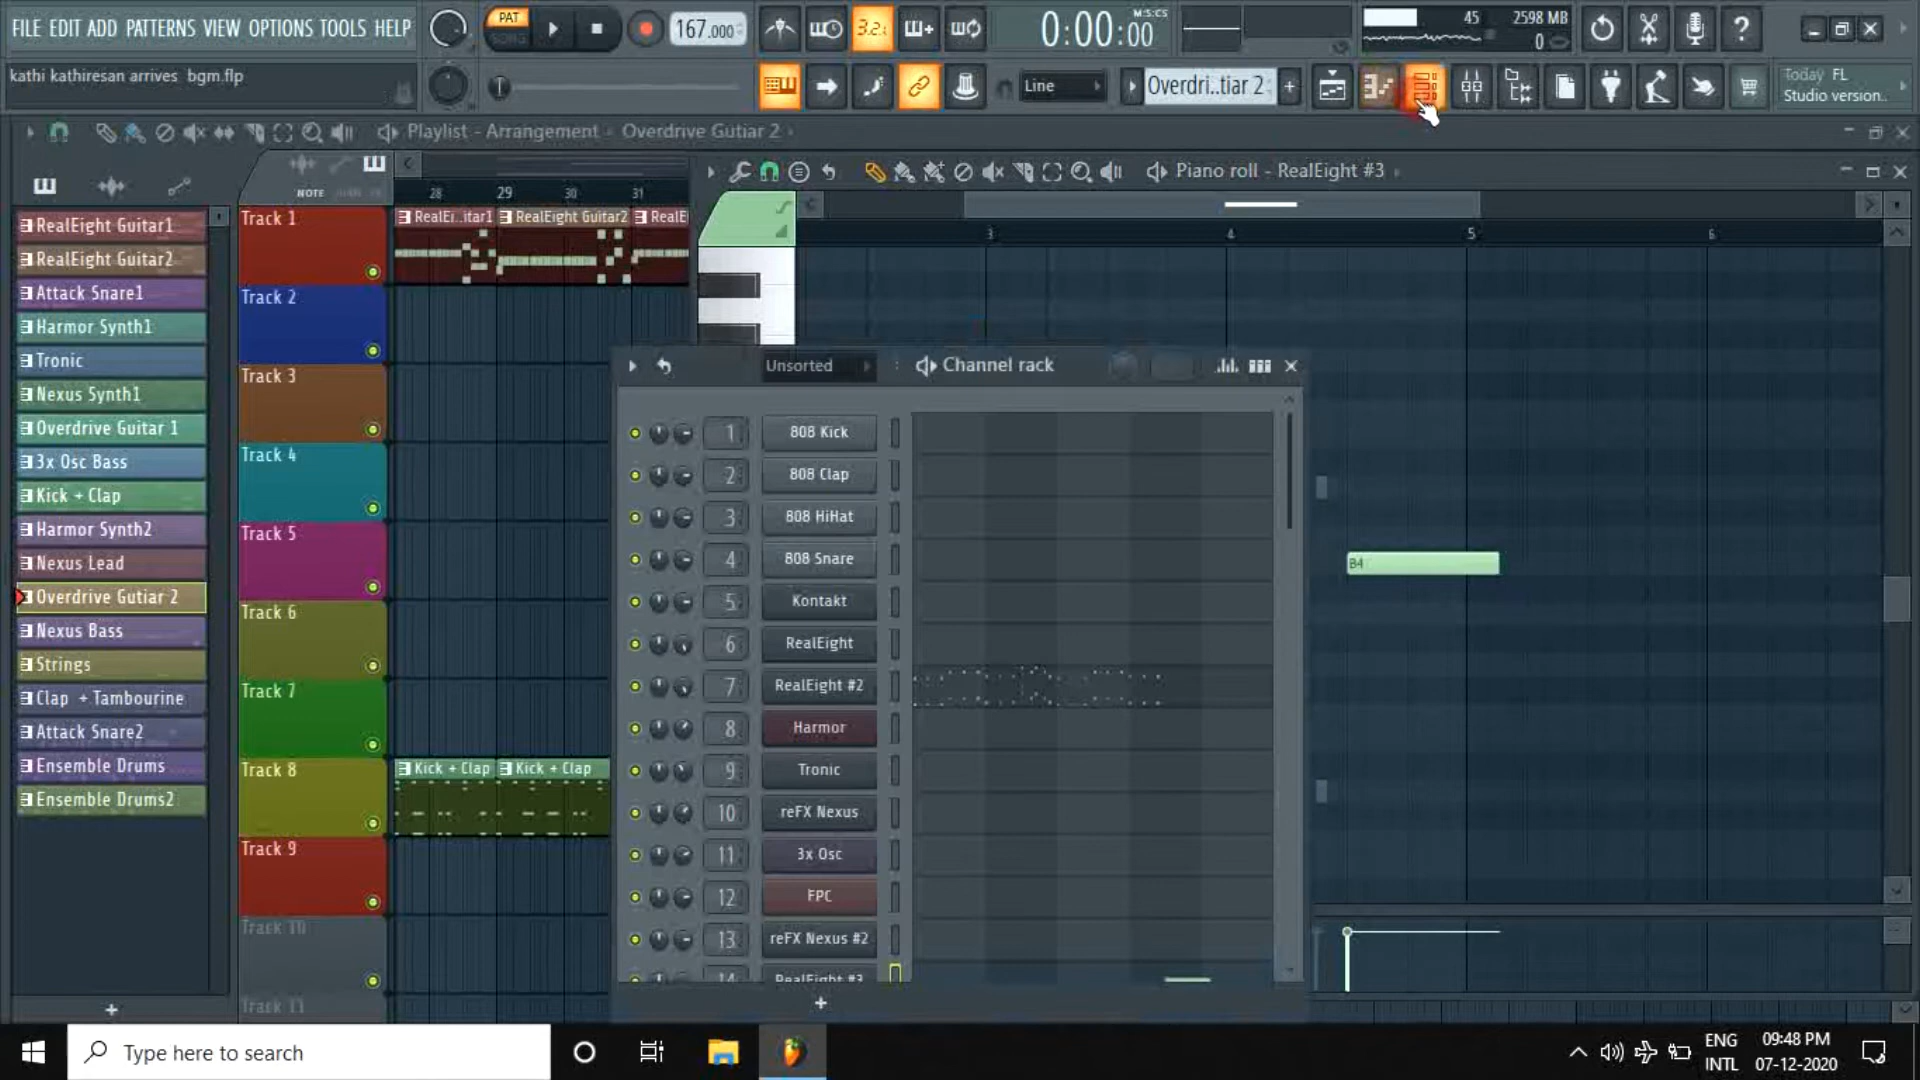 FILE EDIT ADD PATTERNS VIEW OPTIONS TOOLS HELP
PAT
SONG
167.000
3.2.
0:00:00
M:S:CS
45
2598 MB
0
kathi kathiresan arrives bgm.flp
Line
Overdri..tiar 2
+
Today FL
Studio version..
Playlist - Arrangement
Overdrive Gutiar 2
RealEight Guitar1
RealEight Guitar2
Attack Snare1
Harmor Synth1
Tronic
Nexus Synth1
Overdrive Guitar 1
3x Osc Bass
Kick + Clap
Harmor Synth2
Nexus Lead
Overdrive Gutiar 2
Nexus Bass
Strings
Clap + Tambourine
Attack Snare2
Ensemble Drums
Ensemble Drums2
+
NOTE
28
29
30
31
Track 1
Track 2
Track 3
Track 4
Track 5
Track 6
Track 7
Track 8
Track 9
Track 10
Track 11
RealEi..itar1
RealEight Guitar2
RealE
Kick + Clap
Kick + Clap
Piano roll - RealEight #3
3
4
5
6
B4
Unsorted
Channel rack
1 808 Kick
2 808 Clap
3 808 HiHat
4 808 Snare
5 Kontakt
6 RealEight
7 RealEight #2
8 Harmor
9 Tronic
10 reFX Nexus
11 3x Osc
12 FPC
13 reFX Nexus #2
14 RealEight #3
+
Type here to search
ENG
INTL
09:48 PM
07-12-2020